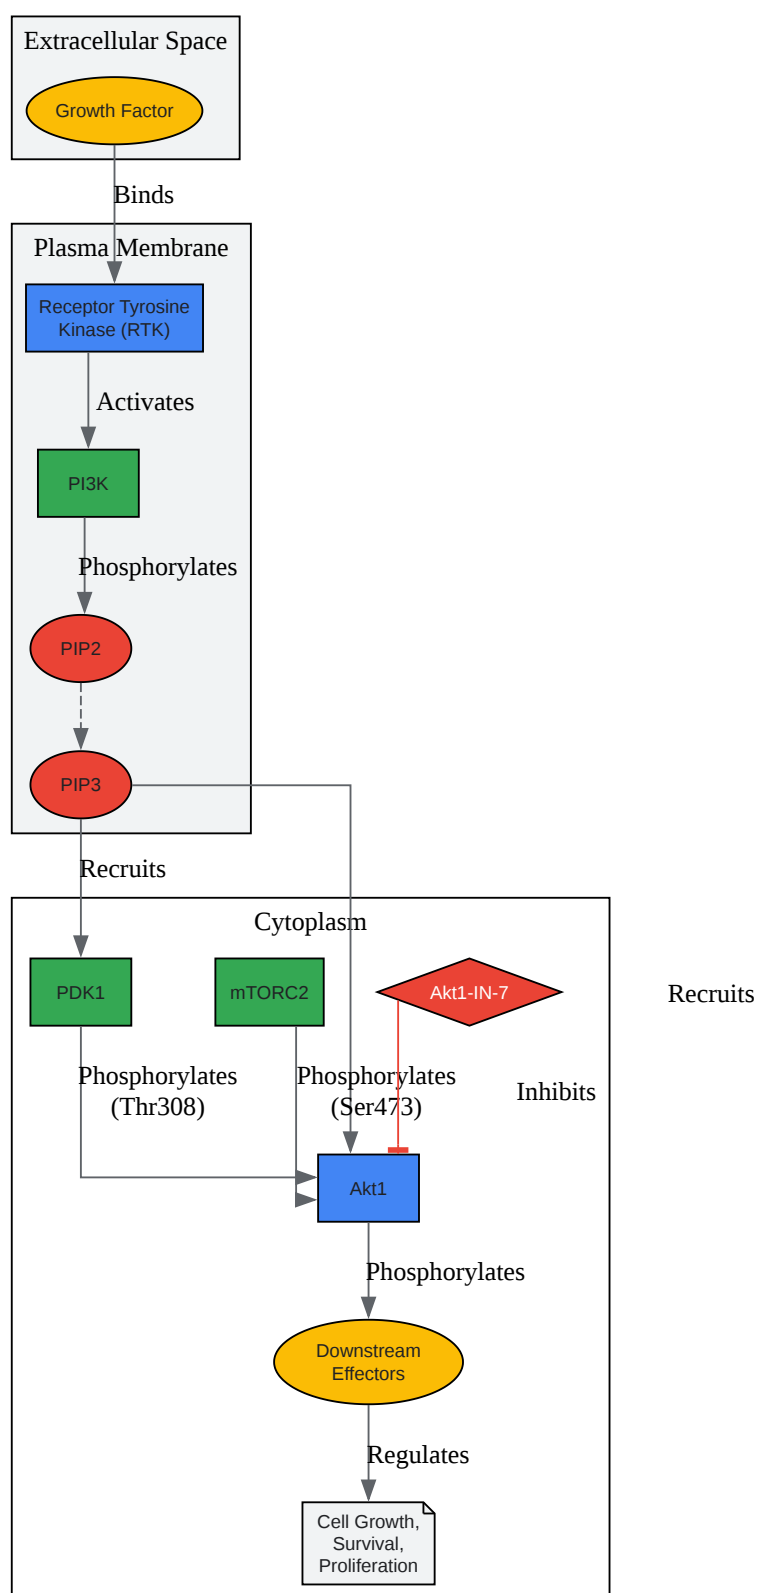 Extracellular Space
Growth Factor
Binds
Plasma Membrane
Receptor Tyrosine
Kinase (RTK)
Activates
PI3K
Phosphorylates
PIP2
PIP3
Recruits
Cytoplasm
PDK1
mTORC2
Akt1-IN-7
Recruits
Phosphorylates
(Thr308)
Phosphorylates
(Ser473)
Inhibits
Akt1
Phosphorylates
Downstream
Effectors
Regulates
Cell Growth,
Survival,
Proliferation